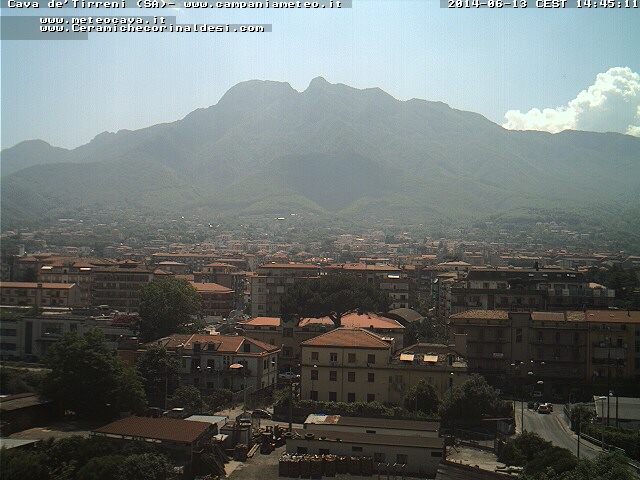 Cava de'Tirreni (SA)- www.campaniameteo.it 2014-06-13 CEST 14:45:11
www.meteocava.it
www.Ceramichecorinaldesi.com